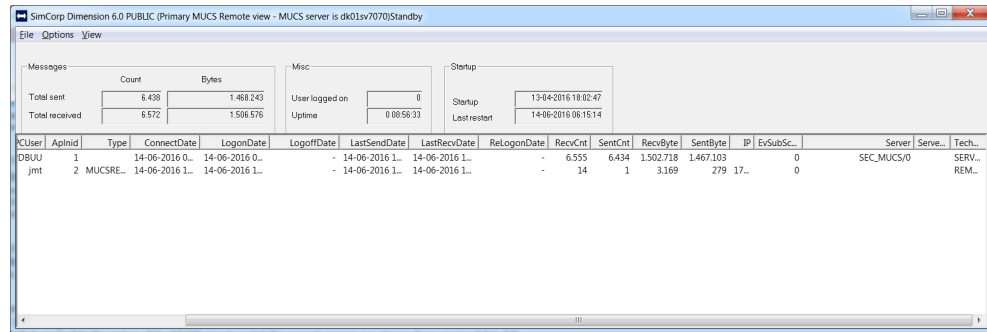 SimCorp Dimension 6.0 PUBLIC (Primary MUCS Remote view - MUCS server is dk01sv7070)Standby
File Options View
Messages Misc Startup
Count Bytes
Total sent 6.438 1.468.243 User logged on 0 Startup 13-04-2016 18:02:47
Total received 6.572 1.506.576 Uptime 0 08:56:33 Last restart 14-06-2016 06:15:14
CUser ApInid Type ConnectDate LogonDate LogoffDate LastSendDate LastRecvDate ReLogonDate RecvCnt SentCnt RecvByte SentByte IP EvSubSc... Server Serve... Tech...
DBUU 1 14-06-2016 0... 14-06-2016 0... - 14-06-2016 1... 14-06-2016 1... - 6.555 6.434 1.502.718 1.467.103 0 SEC_MUCS/0 SERV...
jmt 2 MUCSRE... 14-06-2016 1... 14-06-2016 1... - 14-06-2016 1... 14-06-2016 1... - 14 1 3.169 279 17... 0 REM...